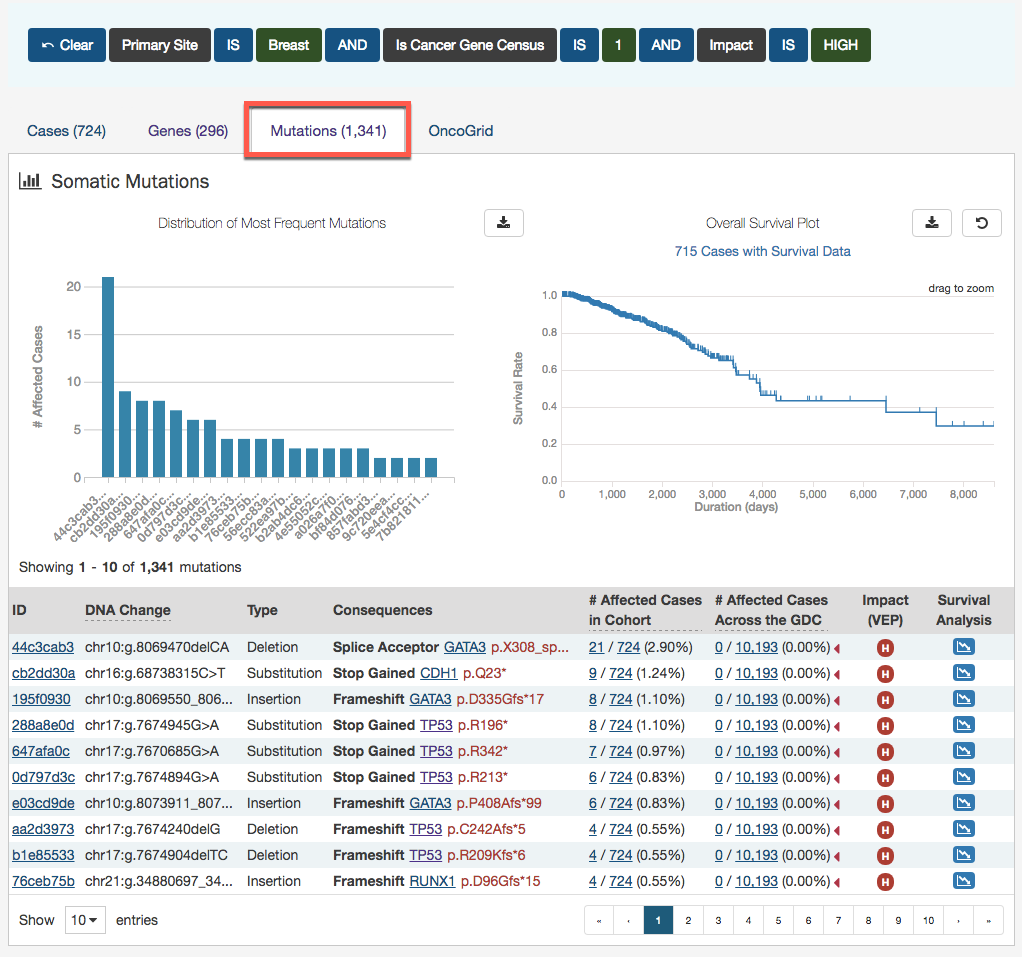 Clear Primary Site IS Breast AND Is Cancer Gene Census IS 1 AND Impact IS HIGH
Cases (724) Genes (296) Mutations (1,341) OncoGrid
Somatic Mutations
Distribution of Most Frequent Mutations
# Affected Cases
20
15
10
5
0
44c3cab3...
cb2dd30a...
195f0930...
288a8e0d...
647afa0c...
0d797d3c...
e03cd9de...
aa2d3973...
b1e85533...
76ceb75b...
56ecc83a...
522ea97b...
b2ab4dc6...
4e55052c...
a026a7f0...
bf84d076...
857fabd3...
9c720eea...
5e4cf4cc...
7b82181​1...
Overall Survival Plot
715 Cases with Survival Data
drag to zoom
Survival Rate
1.0
0.8
0.6
0.4
0.2
0.0
0 1,000 2,000 3,000 4,000 5,000 6,000 7,000 8,000
Duration (days)
Showing 1 - 10 of 1,341 mutations
ID DNA Change Type Consequences # Affected Cases in Cohort # Affected Cases Across the GDC Impact (VEP) Survival Analysis
44c3cab3 chr10:g.8069470delCA Deletion Splice Acceptor GATA3 p.X308_sp... 21 / 724 (2.90%) 0 / 10,193 (0.00%) H
cb2dd30a chr16:g.68738315C>T Substitution Stop Gained CDH1 p.Q23* 9 / 724 (1.24%) 0 / 10,193 (0.00%) H
195f0930 chr10:g.8069550_806... Insertion Frameshift GATA3 p.D335Gfs*17 8 / 724 (1.10%) 0 / 10,193 (0.00%) H
288a8e0d chr17:g.7674945G>A Substitution Stop Gained TP53 p.R196* 8 / 724 (1.10%) 0 / 10,193 (0.00%) H
647afa0c chr17:g.7670685G>A Substitution Stop Gained TP53 p.R342* 7 / 724 (0.97%) 0 / 10,193 (0.00%) H
0d797d3c chr17:g.7674894G>A Substitution Stop Gained TP53 p.R213* 6 / 724 (0.83%) 0 / 10,193 (0.00%) H
e03cd9de chr10:g.8073911_807... Insertion Frameshift GATA3 p.P408Afs*99 6 / 724 (0.83%) 0 / 10,193 (0.00%) H
aa2d3973 chr17:g.7674240delG Deletion Frameshift TP53 p.C242Afs*5 4 / 724 (0.55%) 0 / 10,193 (0.00%) H
b1e85533 chr17:g.7674904delTC Deletion Frameshift TP53 p.R209Kfs*6 4 / 724 (0.55%) 0 / 10,193 (0.00%) H
76ceb75b chr21:g.34880697_34... Insertion Frameshift RUNX1 p.D96Gfs*15 4 / 724 (0.55%) 0 / 10,193 (0.00%) H
Show 10 entries « ‹ 1 2 3 4 5 6 7 8 9 10 › »